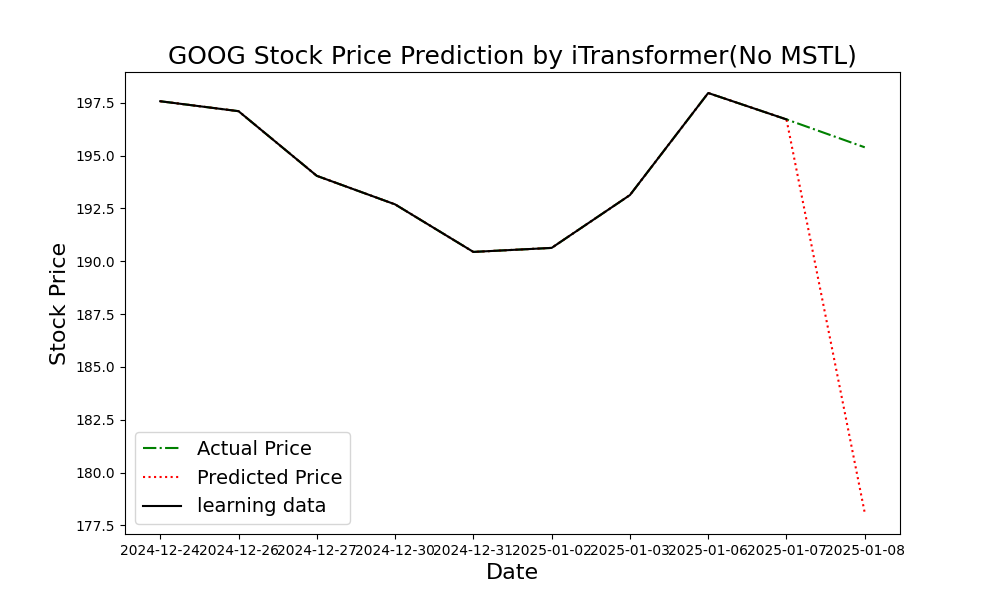 GOOG Stock Price Prediction by iTransformer(No MSTL)
197.5
195.0
192.5
190.0
187.5
185.0
182.5
180.0
177.5
Stock Price
Actual Price
Predicted Price
learning data
2024-12-24 2024-12-26 2024-12-27 2024-12-30 2024-12-31 2025-01-02 2025-01-03 2025-01-06 2025-01-07 2025-01-08
Date